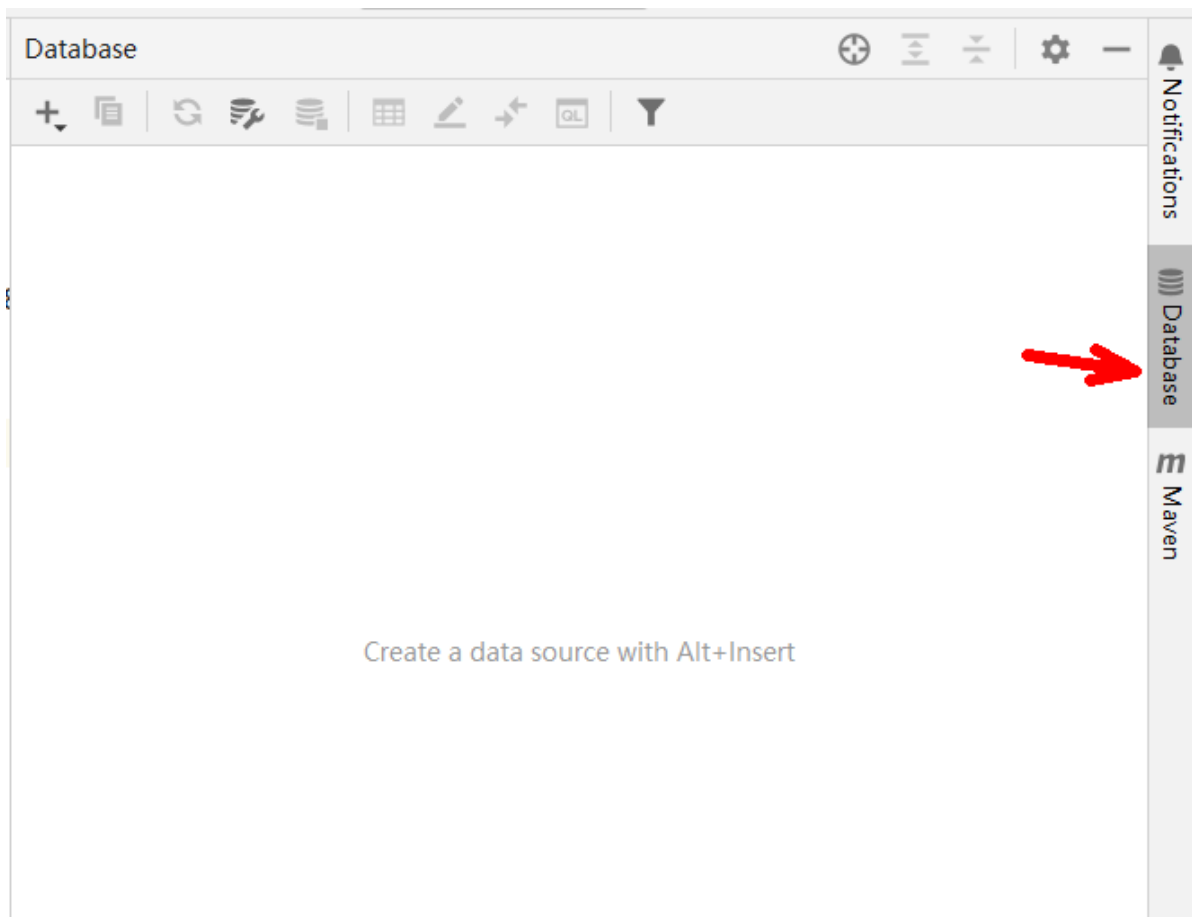 Database
QL
Create a data source with Alt+Insert
Notifications
Database
m Maven